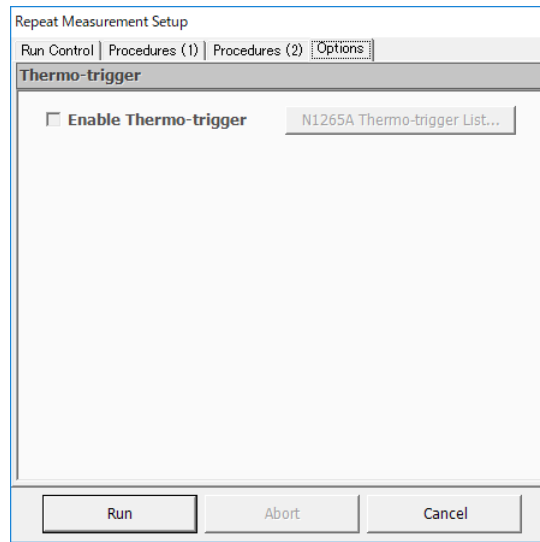 Repeat Measurement Setup
Run Control Procedures (1) Procedures (2) Options
Thermo-trigger
Enable Thermo-trigger N1265A Thermo-trigger List...
Run Abort Cancel